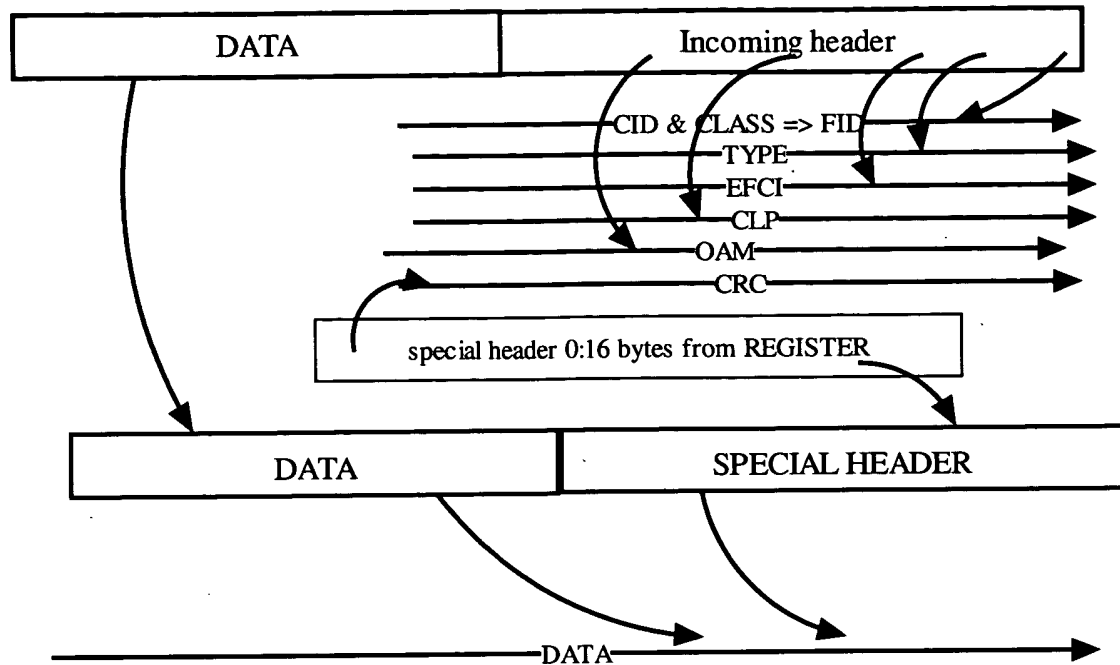 DATA
Incoming header
CID & CLASS => FID
TYPE
EFCI
CLP
OAM
CRC
special header 0:16 bytes from REGISTER
DATA
SPECIAL HEADER
DATA